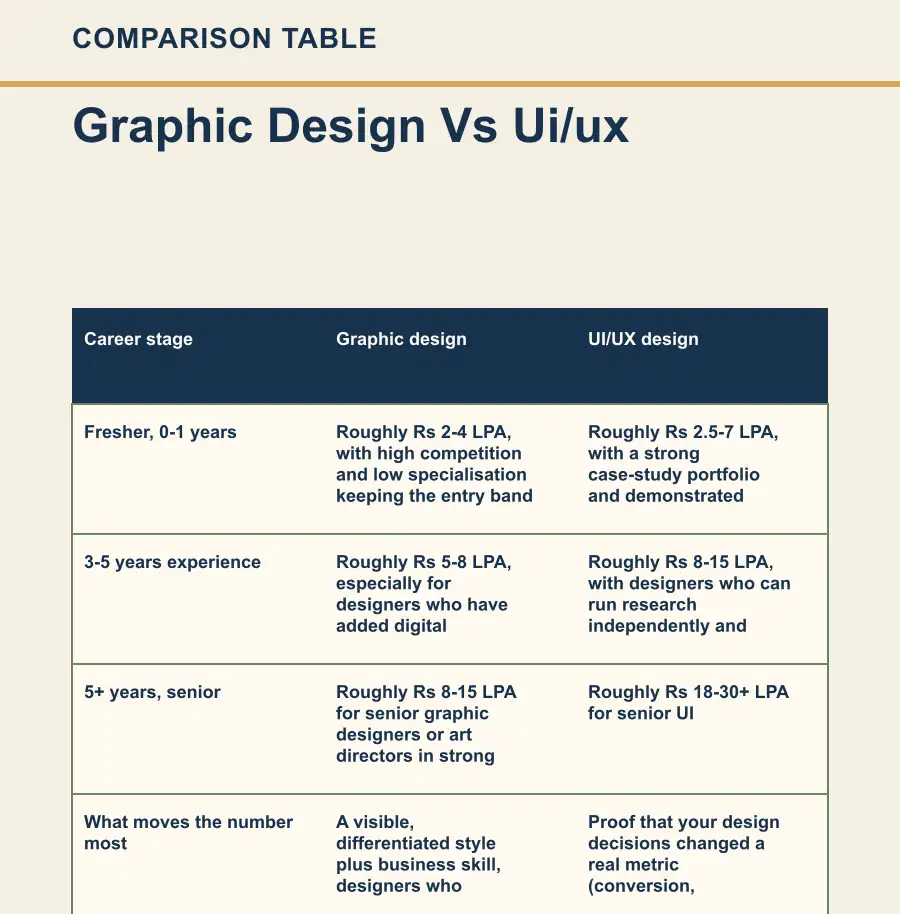 COMPARISON TABLE
Graphic Design Vs Ui/ux
Career stage
Graphic design
UI/UX design
Fresher, 0-1 years
Roughly Rs 2-4 LPA,
with high competition
and low specialisation
keeping the entry band
Roughly Rs 2.5-7 LPA,
with a strong
case-study portfolio
and demonstrated
3-5 years experience
Roughly Rs 5-8 LPA,
especially for
designers who have
added digital
Roughly Rs 8-15 LPA,
with designers who can
run research
independently and
5+ years, senior
Roughly Rs 8-15 LPA
for senior graphic
designers or art
directors in strong
Roughly Rs 18-30+ LPA
for senior UI
What moves the number
most
A visible,
differentiated style
plus business skill,
designers who
Proof that your design
decisions changed a
real metric
(conversion,